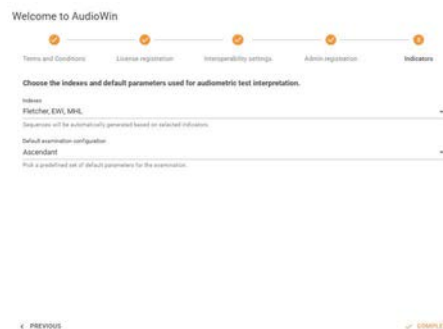 Welcome to AudioWin
Terms and Conditions
License registration
Interoperability settings
Admin registration
5
Indicators
Choose the indexes and default parameters used for audiometric test interpretation.
Indexes
Fletcher, EWI, MHL
Sequences will be automatically generated based on selected indicators.
Default examination configuration
Ascendant
Pick a predefined set of default parameters for the examination.
< PREVIOUS
COMPLE